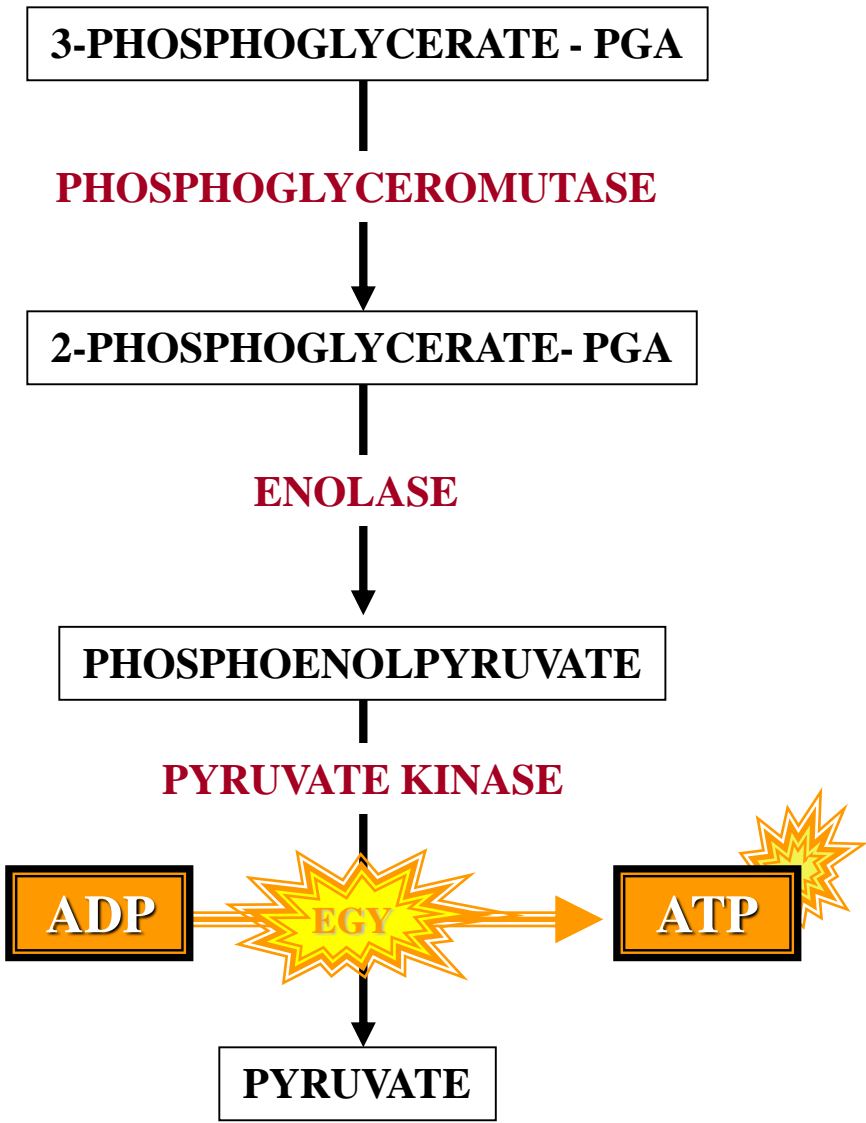 3-PHOSPHOGLYCERATE - PGA
PHOSPHOGLYCEROMUTASE
2-PHOSPHOGLYCERATE- PGA
ENOLASE
PHOSPHOENOLPYRUVATE
PYRUVATE KINASE
ADP
EGY
ATP
PYRUVATE